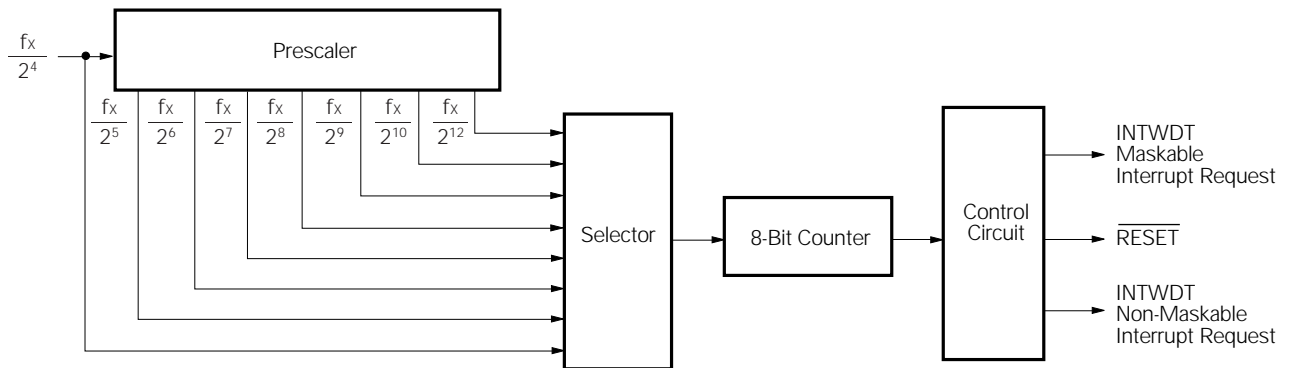 Prescaler
fx
2⁴
fx
2⁵
fx
2⁶
fx
2⁷
fx
2⁸
fx
2⁹
fx
2¹⁰
fx
2¹²
Selector
8-Bit Counter
Control
Circuit
INTWDT
Maskable
Interrupt Request
RESET
INTWDT
Non-Maskable
Interrupt Request